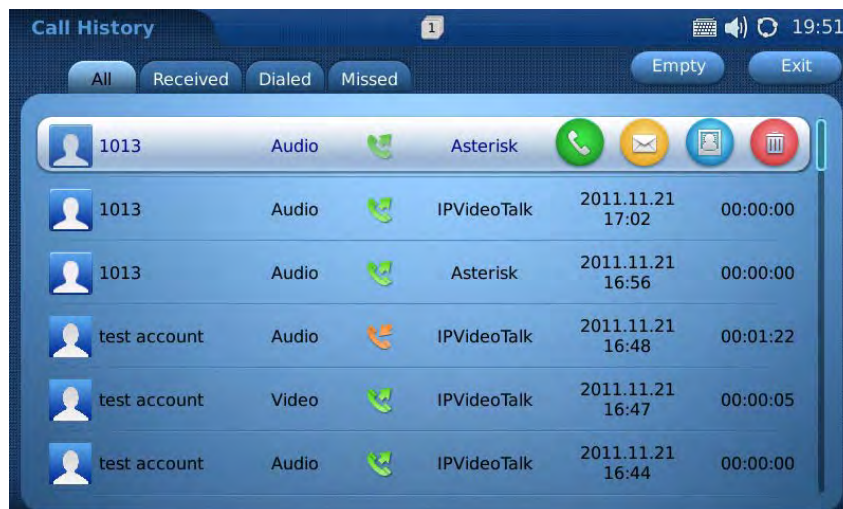 Call History 1 19:51
All Received Dialed Missed Empty Exit
1013 Audio Asterisk
1013 Audio IPVideoTalk 2011.11.21 17:02 00:00:00
1013 Audio Asterisk 2011.11.21 16:56 00:00:00
test account Audio IPVideoTalk 2011.11.21 16:48 00:01:22
test account Video IPVideoTalk 2011.11.21 16:47 00:00:05
test account Audio IPVideoTalk 2011.11.21 16:44 00:00:00